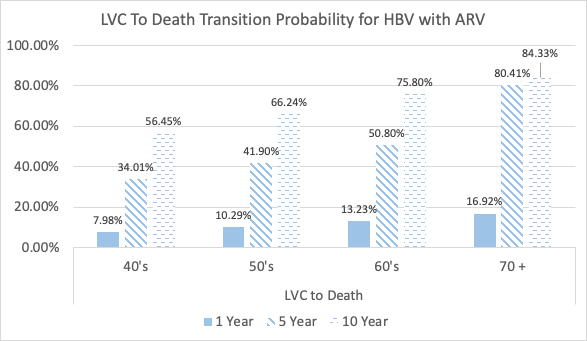 LVC To Death Transition Probability for HBV with ARV
100.00%
80.00%
60.00%
40.00%
20.00%
0.00%
7.98%
34.01%
56.45%
10.29%
41.90%
66.24%
13.23%
50.80%
75.80%
16.92%
80.41%
84.33%
40's
50's
60's
70 +
LVC to Death
1 Year
5 Year
10 Year